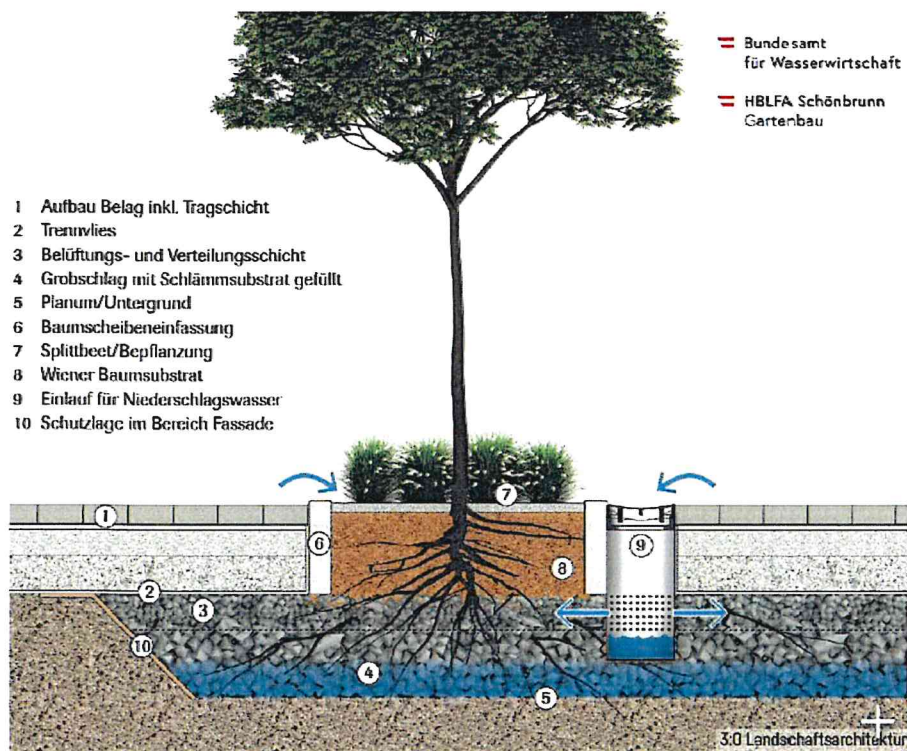 Bundesamt
für Wasserwirtschaft
HBLFA Schönbrunn
Gartenbau
1 Aufbau Belag inkl. Tragschicht
2 Trennvlies
3 Belüftungs- und Verteilungsschicht
4 Grobschlag mit Schlämmsubstrat gefüllt
5 Planum/Untergrund
6 Baumscheibeneinfassung
7 Splittbeet/Bepflanzung
8 Wiener Baumsubstrat
9 Einlauf für Niederschlagswasser
10 Schutzlage im Bereich Fassade
7
1
6
9
8
2
3
10
4
5
3:0 Landschaftsarchitektur